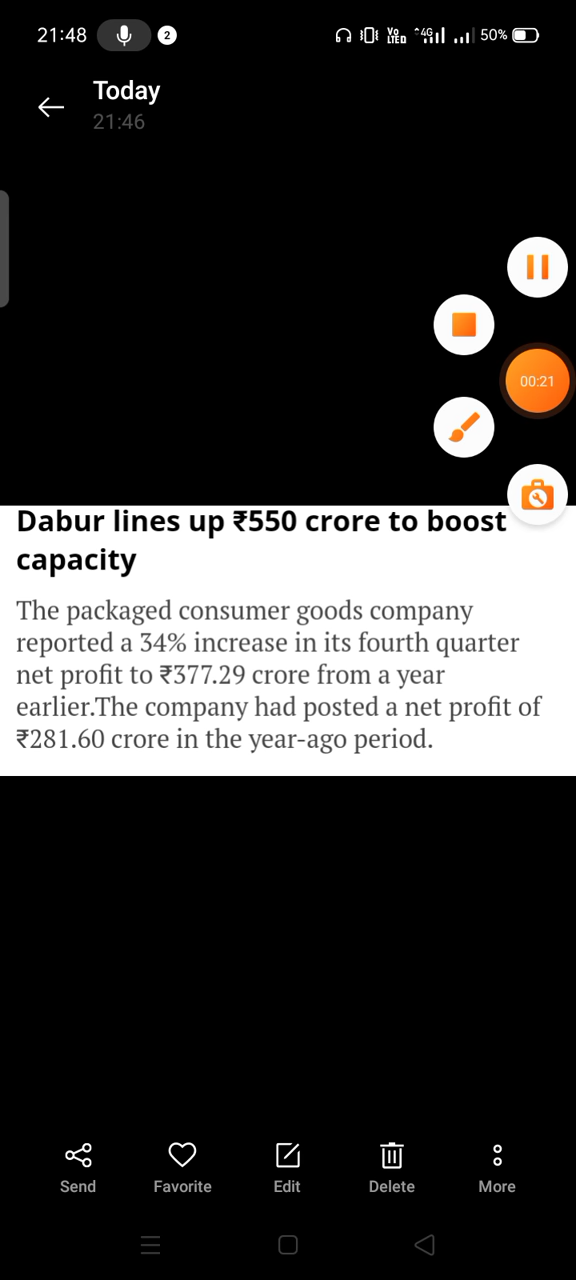 21:48 2 Vo LTED 4G 50%
Today
21:46
00:21
Dabur lines up ₹550 crore to boost
capacity
The packaged consumer goods company
reported a 34% increase in its fourth quarter
net profit to ₹377.29 crore from a year
earlier.The company had posted a net profit of
₹281.60 crore in the year-ago period.
Send Favorite Edit Delete More